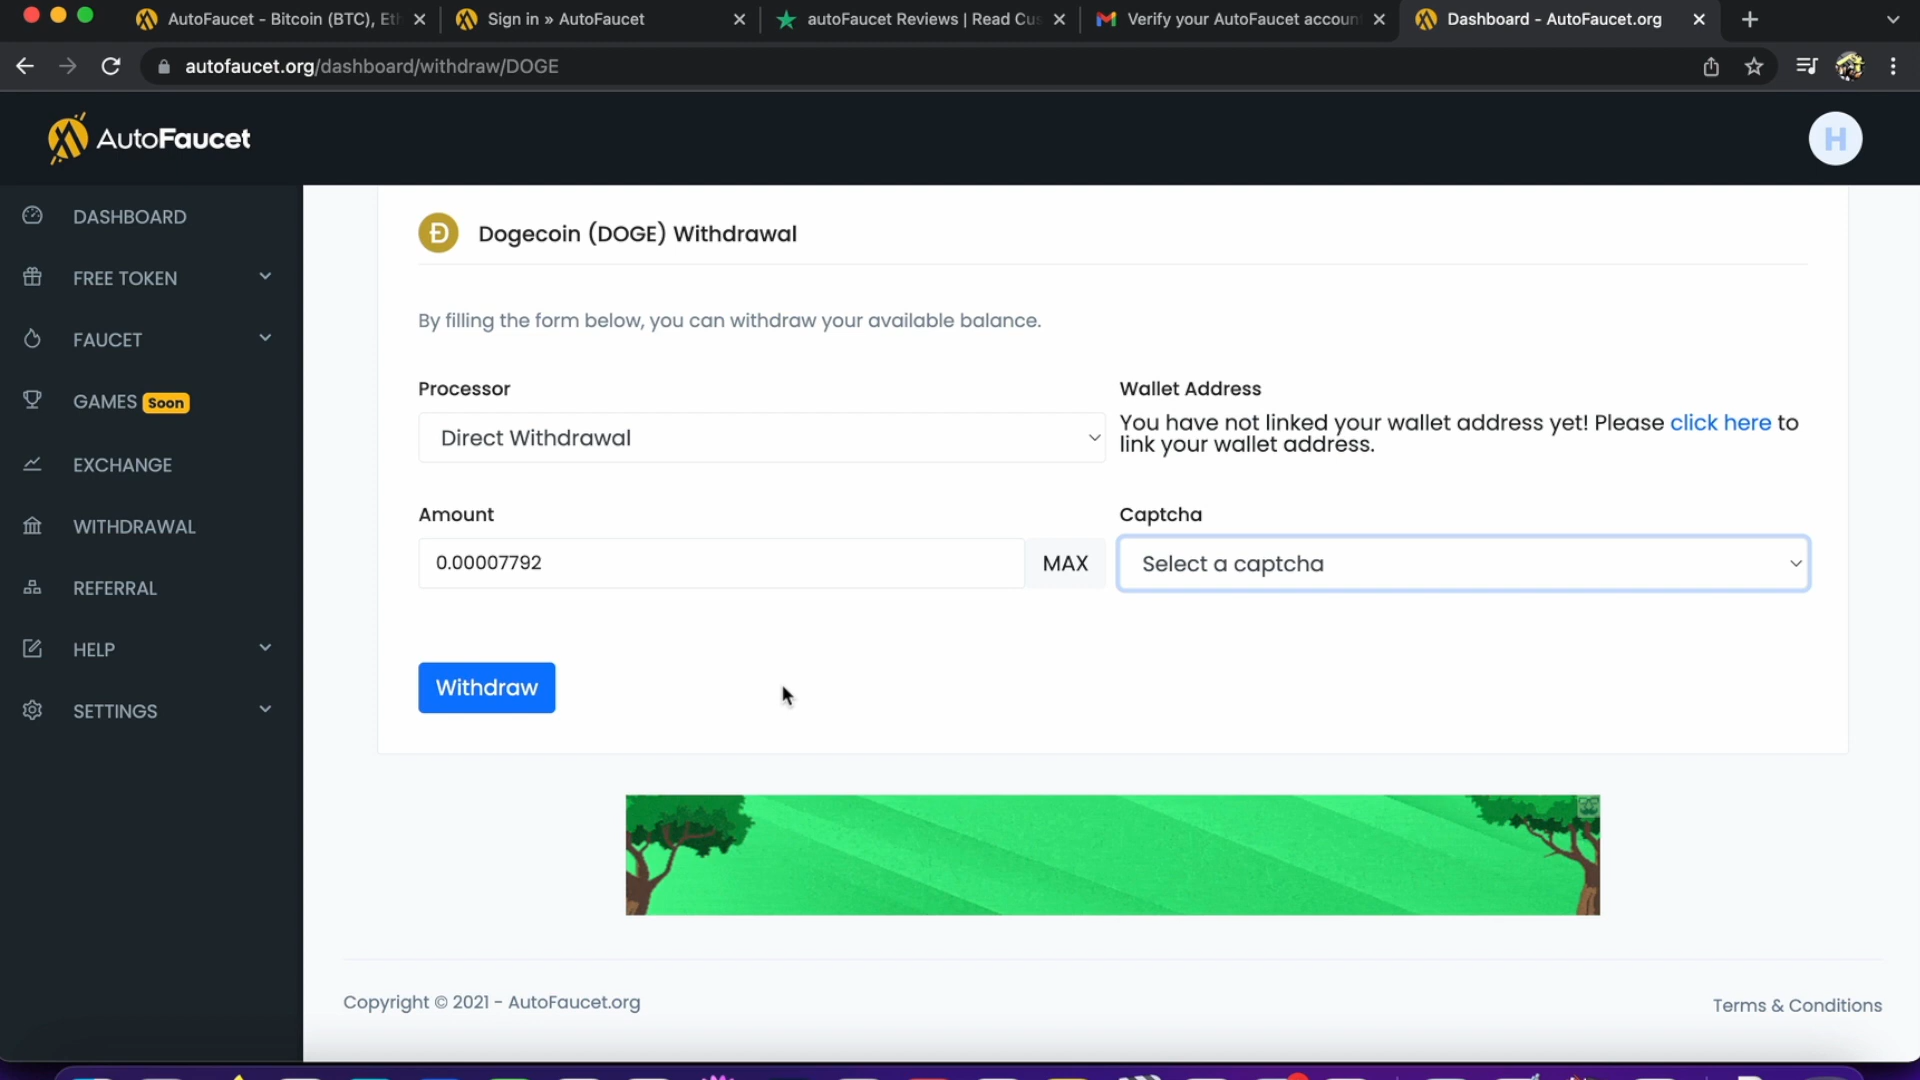 AutoFaucet - Bitcoin (BTC), Et
Sign in » AutoFaucet
autoFaucet Reviews | Read Cus
Verify your AutoFaucet account
Dashboard - AutoFaucet.org
autofaucet.org/dashboard/withdraw/DOGE
AutoFaucet
H
DASHBOARD
FREE TOKEN
FAUCET
GAMES Soon
EXCHANGE
WITHDRAWAL
REFERRAL
HELP
SETTINGS
Dogecoin (DOGE) Withdrawal
By filling the form below, you can withdraw your available balance.
Processor
Direct Withdrawal
Wallet Address
You have not linked your wallet address yet! Please click here to
link your wallet address.
Amount
0.00007792
MAX
Captcha
Select a captcha
Withdraw
Copyright © 2021 - AutoFaucet.org
Terms & Conditions